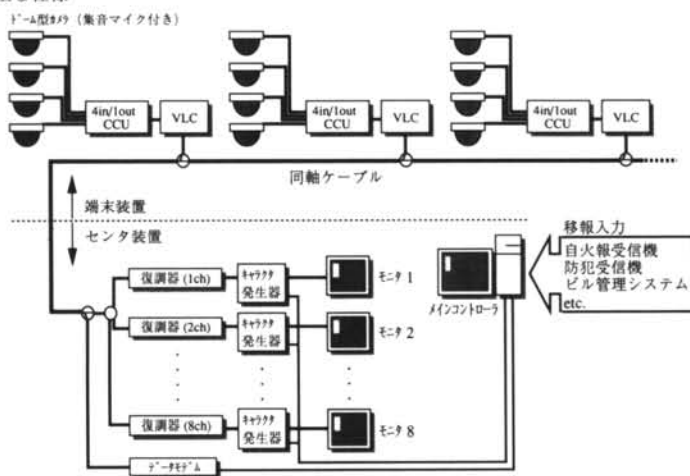 ﾄﾞｰﾑ型ｶﾒﾗ（集音マイク付き）
4in/1out
CCU
VLC
4in/1out
CCU
VLC
4in/1out
CCU
VLC
同軸ケーブル
端末装置
センタ装置
移報入力
自火報受信機
防犯受信機
ビル管理システム
etc.
メインコントローラ
復調器 (1ch)
ｷｬﾗｸﾀ
発生器
ﾓﾆﾀ 1
復調器 (2ch)
ｷｬﾗｸﾀ
発生器
ﾓﾆﾀ 2
復調器 (8ch)
ｷｬﾗｸﾀ
発生器
ﾓﾆﾀ 8
ﾃﾞｰﾀﾓﾃﾞﾑ